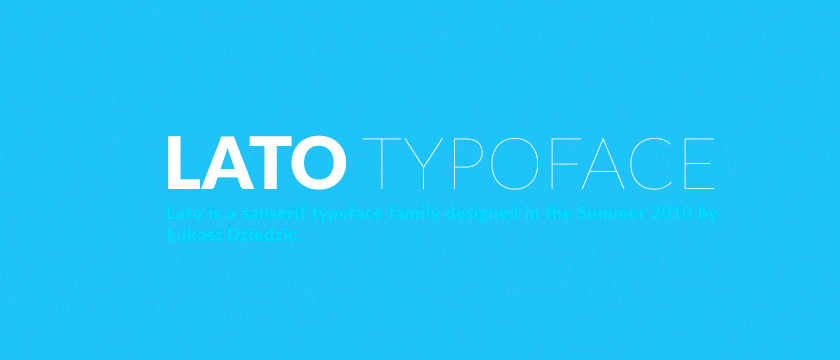 LATO TYPOFACE
Lato is a sanserif typeface family designed in the Summer 2010 by
Łukasz Dziedzic